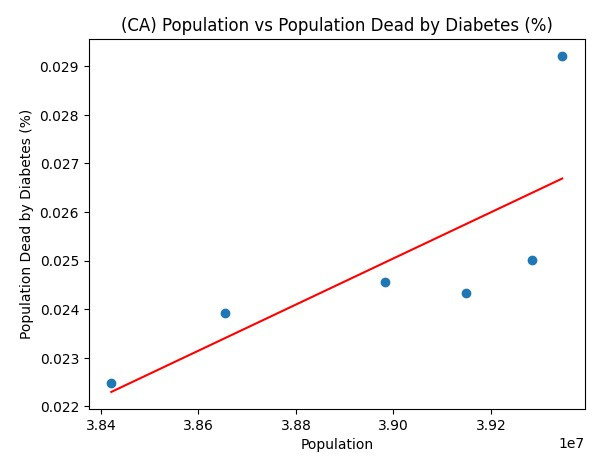 (CA) Population vs Population Dead by Diabetes (%)
Population Dead by Diabetes (%)
0.029
0.028
0.027
0.026
0.025
0.024
0.023
0.022
3.84 3.86 3.88 3.90 3.92
1e7
Population